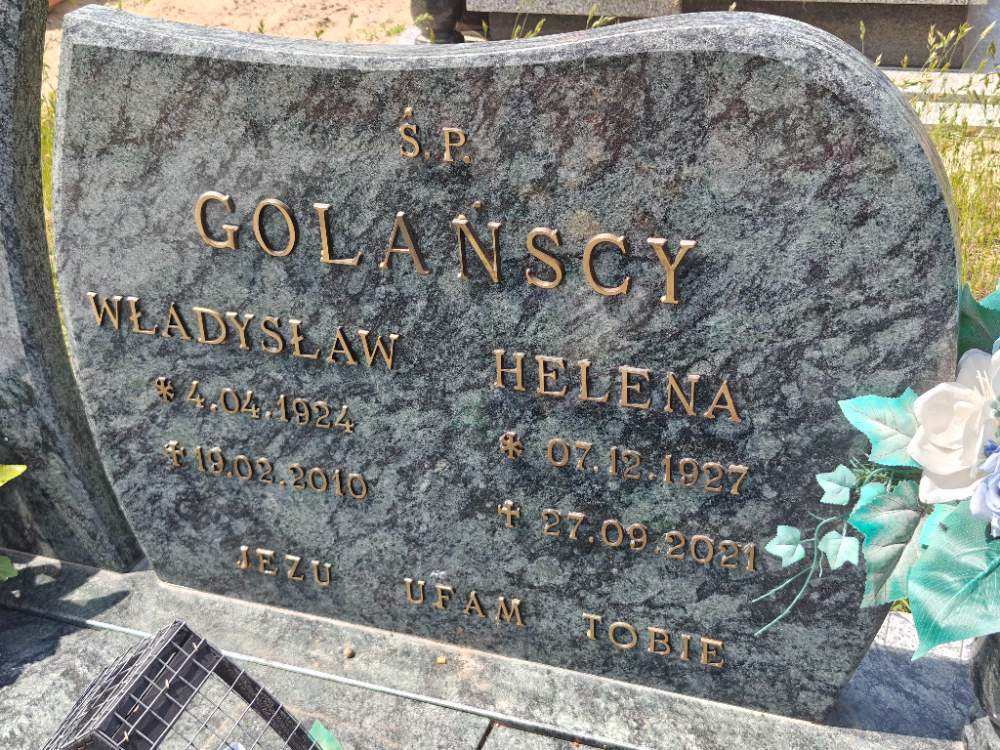 Ś.P.
GOLAŃSCY
WŁADYSŁAW
* 4.04.1924
✝ 19.02.2010
HELENA
* 07.12.1927
✝ 27.09.2021
JEZU UFAM TOBIE